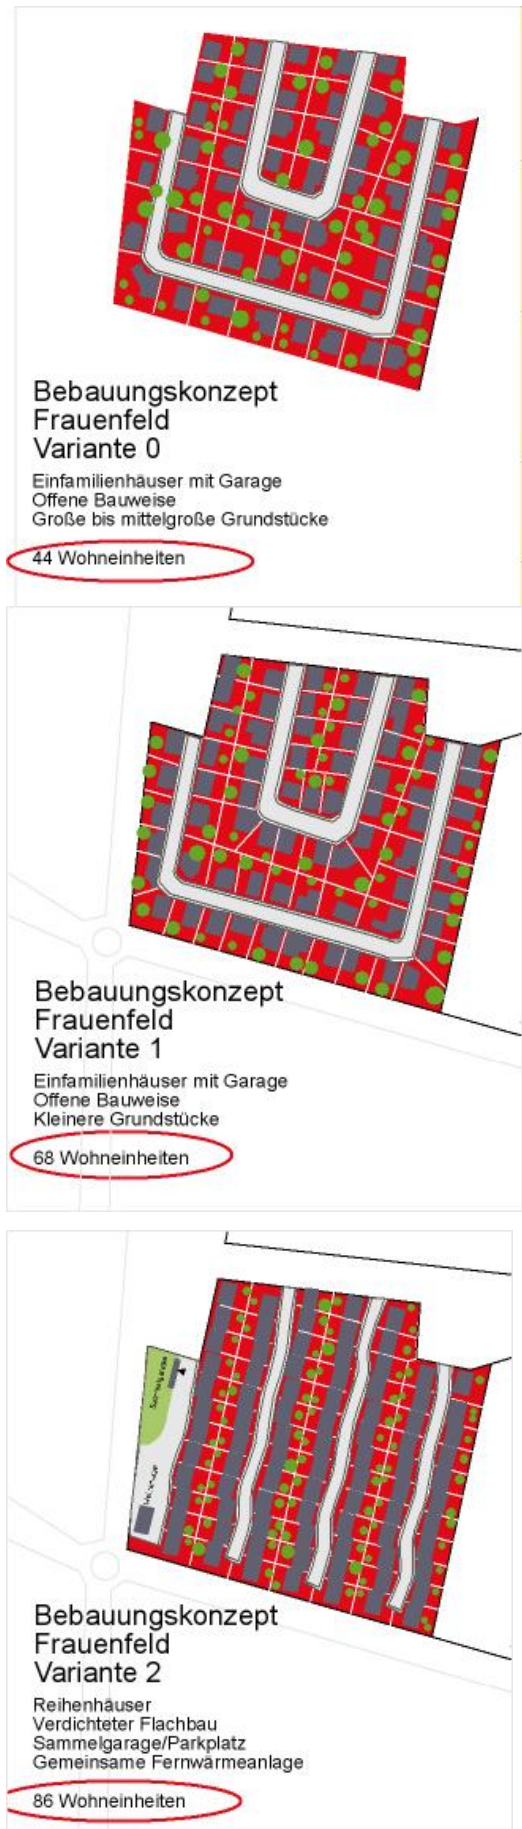 Bebauungskonzept
Frauenfeld
Variante 0
Einfamilienhäuser mit Garage
Offene Bauweise
Große bis mittelgroße Grundstücke
44 Wohneinheiten
Bebauungskonzept
Frauenfeld
Variante 1
Einfamilienhäuser mit Garage
Offene Bauweise
Kleinere Grundstücke
68 Wohneinheiten
Bebauungskonzept
Frauenfeld
Variante 2
Reihenhäuser
Verdichteter Flachbau
Sammelgarage/Parkplatz
Gemeinsame Fernwärmeanlage
86 Wohneinheiten